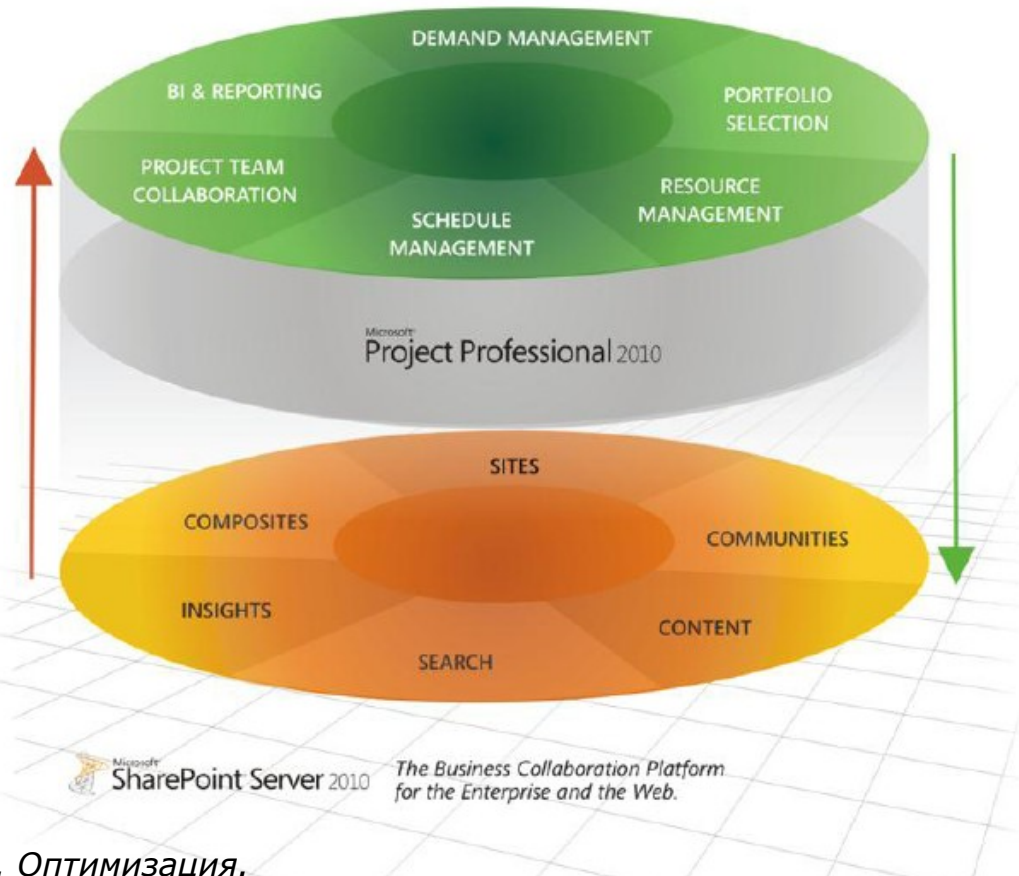 DEMAND MANAGEMENT
BI & REPORTING
PORTFOLIO
SELECTION
PROJECT TEAM
COLLABORATION
RESOURCE
MANAGEMENT
SCHEDULE
MANAGEMENT
Microsoft
Project Professional 2010
SITES
COMPOSITES
COMMUNITIES
INSIGHTS
CONTENT
SEARCH
Microsoft
SharePoint Server 2010
The Business Collaboration Platform
for the Enterprise and the Web.
. Оптимизация.